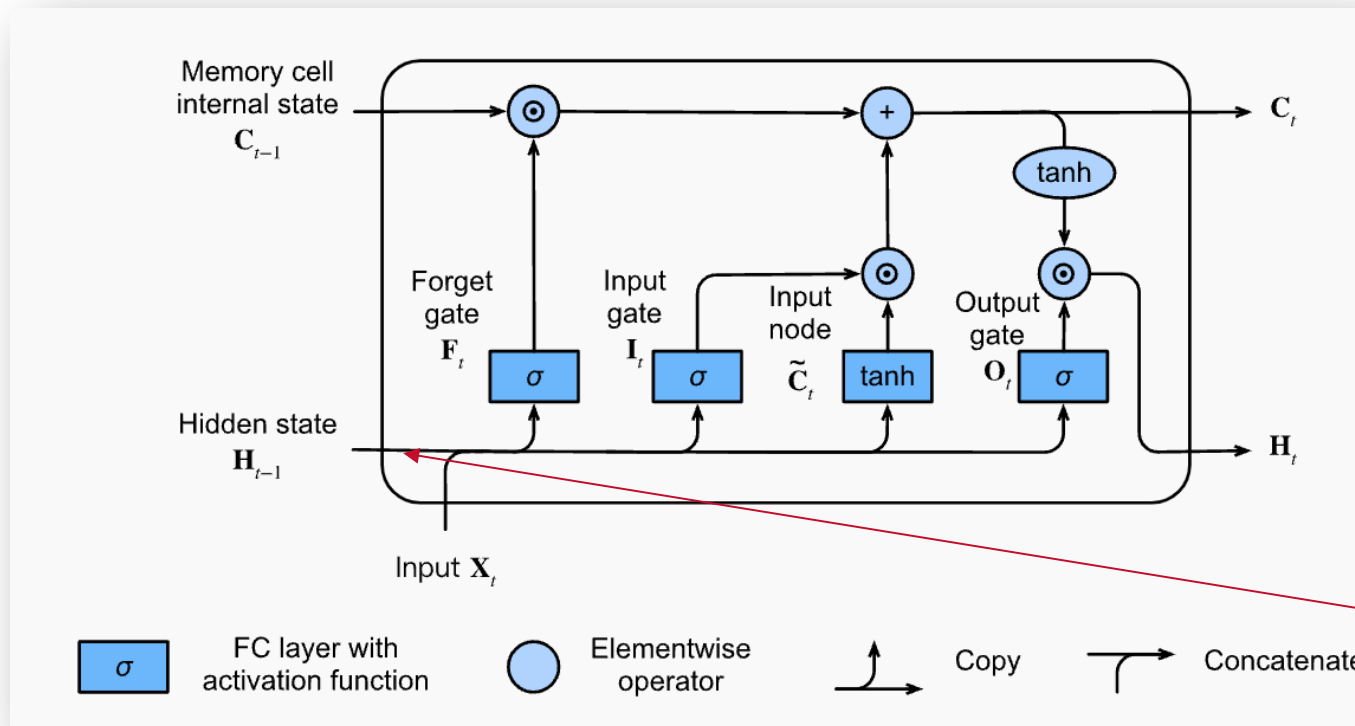 Memory cell
internal state
C_{t-1}
⊙
+
C_t
tanh
⊙
⊙
Forget
gate
F_t
Input
gate
I_t
Input
node
C̃_t
Output
gate
O_t
σ
σ
tanh
σ
Hidden state
H_{t-1}
H_t
Input X_t
σ
FC layer with
activation function
Elementwise
operator
Copy
Concatenate